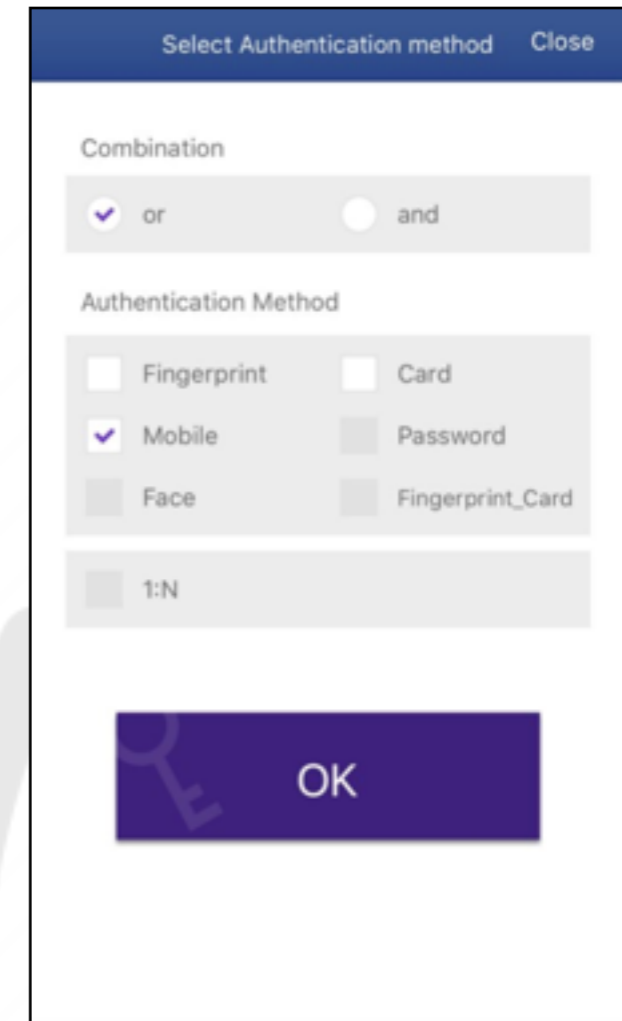 Select Authentication method Close
Combination
or and
Authentication Method
Fingerprint Card
Mobile Password
Face Fingerprint_Card
1:N
OK